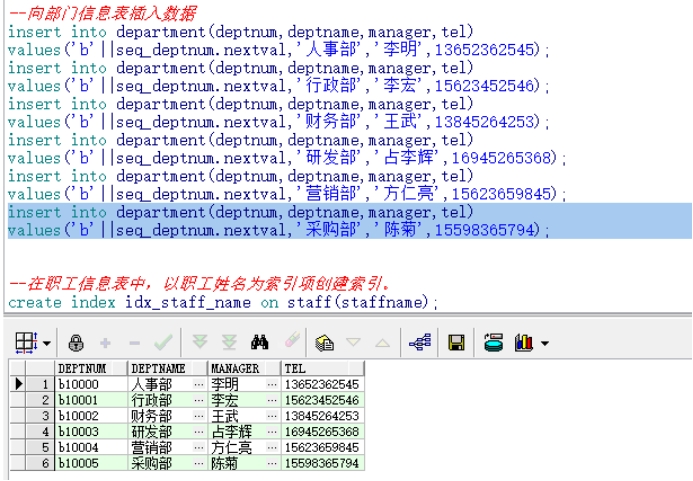 --向部门信息表插入数据
insert into department(deptnum,deptname,manager,tel)
values('b'||seq_deptnum.nextval,'人事部','李明',13652362545);
insert into department(deptnum,deptname,manager,tel)
values('b'||seq_deptnum.nextval,'行政部','李宏',15623452546);
insert into department(deptnum,deptname,manager,tel)
values('b'||seq_deptnum.nextval,'财务部','王武',13845264253);
insert into department(deptnum,deptname,manager,tel)
values('b'||seq_deptnum.nextval,'研发部','占李辉',16945265368);
insert into department(deptnum,deptname,manager,tel)
values('b'||seq_deptnum.nextval,'营销部','方仁亮',15623659845);
insert into department(deptnum,deptname,manager,tel)
values('b'||seq_deptnum.nextval,'采购部','陈菊',15598365794);
--在职工信息表中，以职工姓名为索引项创建索引。
create index idx_staff_name on staff(staffname);
DEPTNUM DEPTNAME MANAGER TEL
1 b10000 人事部 ··· 李明 ··· 13652362545
2 b10001 行政部 ··· 李宏 ··· 15623452546
3 b10002 财务部 ··· 王武 ··· 13845264253
4 b10003 研发部 ··· 占李辉 ··· 16945265368
5 b10004 营销部 ··· 方仁亮 ··· 15623659845
6 b10005 采购部 ··· 陈菊 ··· 15598365794